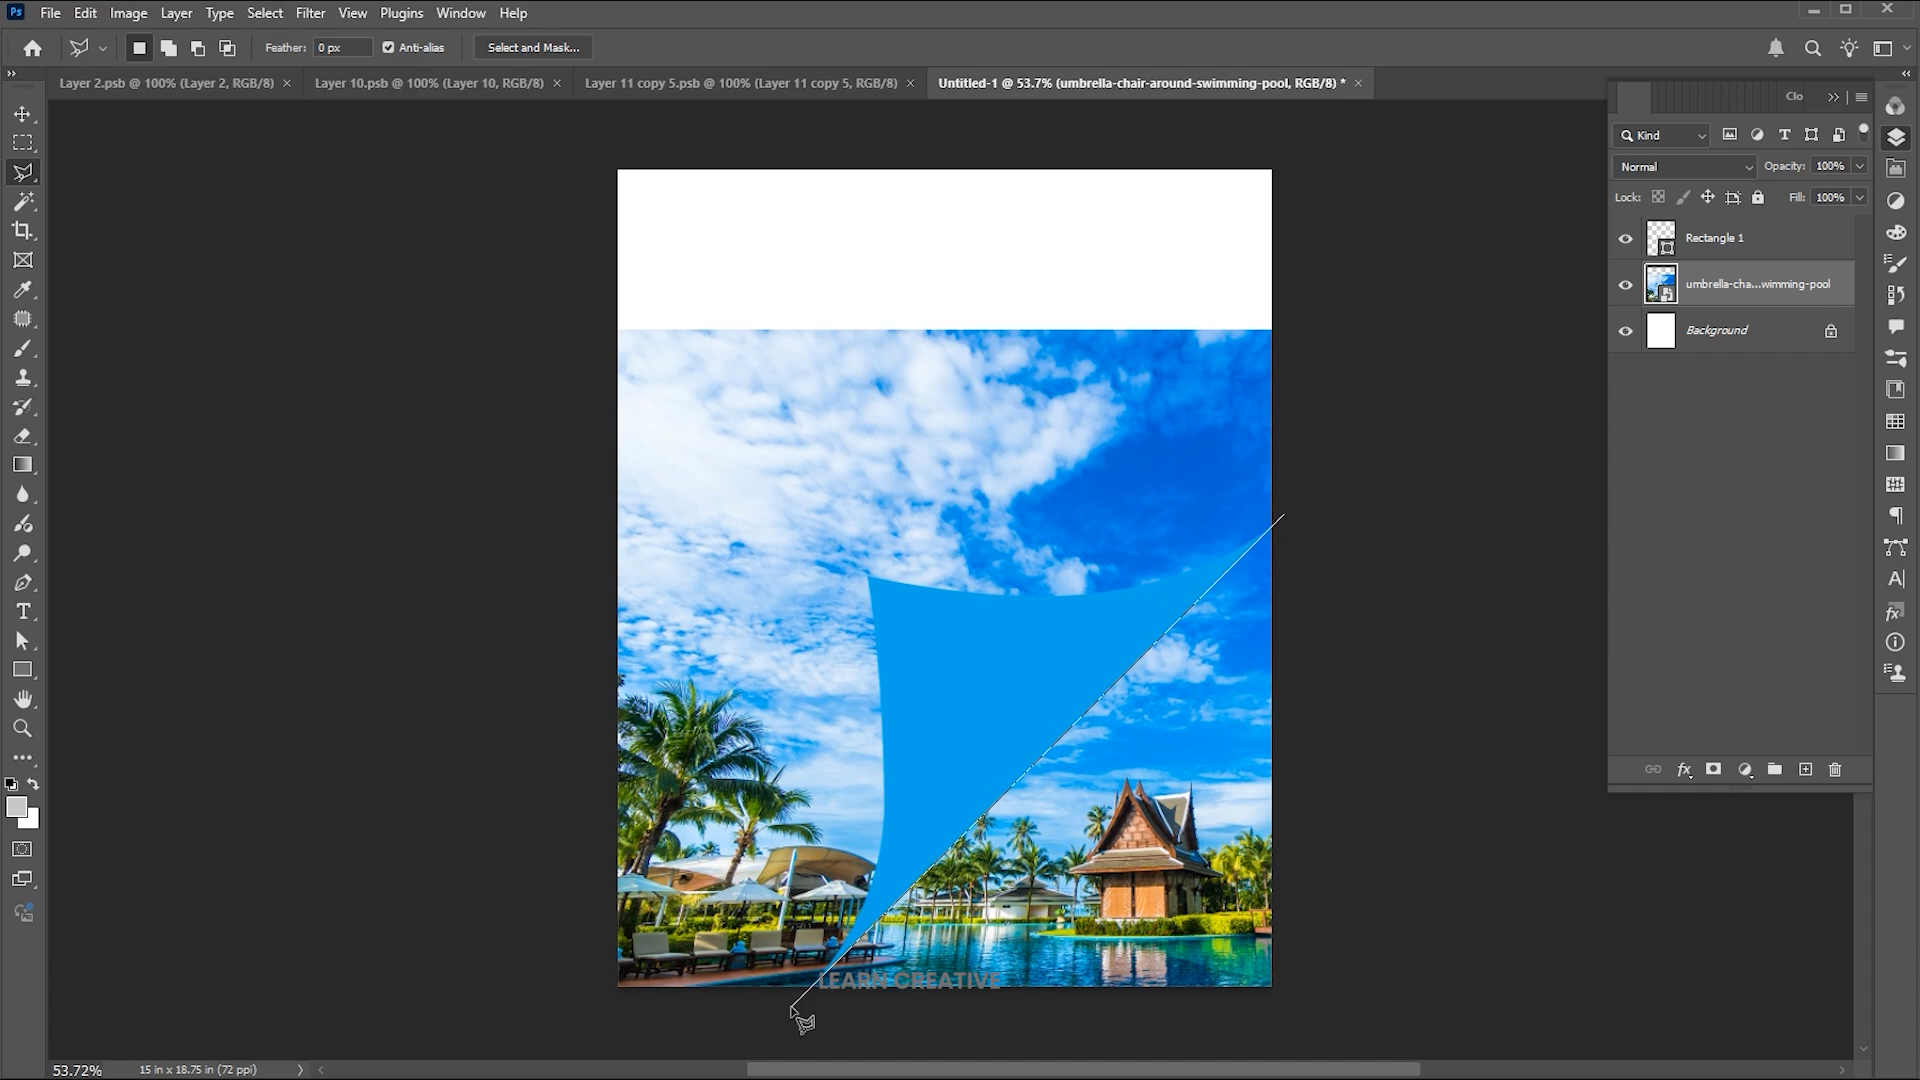 Ps File Edit Image Layer Type Select Filter View Plugins Window Help
Feather: 0 px Anti-alias Select and Mask...
Layer 2.psb @ 100% (Layer 2, RGB/8) × Layer 10.psb @ 100% (Layer 10, RGB/8) × Layer 11 copy 5.psb @ 100% (Layer 11 copy 5, RGB/8) × Untitled-1 @ 53.7% (umbrella-chair-around-swimming-pool, RGB/8) * ×
Clo
Kind
Normal Opacity: 100%
Lock: Fill: 100%
Rectangle 1
umbrella-cha...wimming-pool
Background
fx
LEARN CREATIVE
53.72% 15 in x 18.75 in (72 ppi)